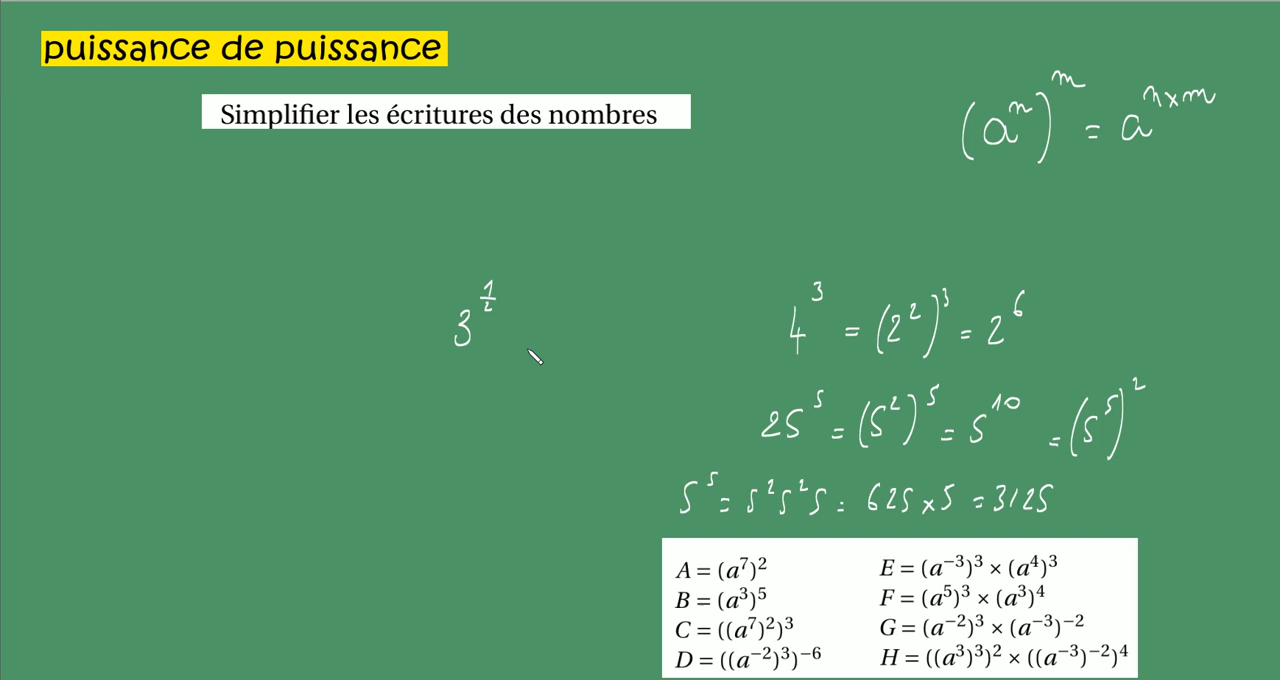 puissance de puissance
Simplifier les écritures des nombres
(aⁿ)ᵐ = aⁿˣᵐ
3^(1/2)
4³ = (2²)³ = 2⁶
25⁵ = (5²)⁵ = 5¹⁰ = (5⁵)²
5⁵ = 5²5²5 = 625×5 = 3125
A = (a⁷)²
B = (a³)⁵
C = ((a⁷)²)³
D = ((a⁻²)³)⁻⁶
E = (a⁻³)³ × (a⁴)³
F = (a⁵)³ × (a³)⁴
G = (a⁻²)³ × (a⁻³)⁻²
H = ((a³)³)² × ((a⁻³)⁻²)⁴